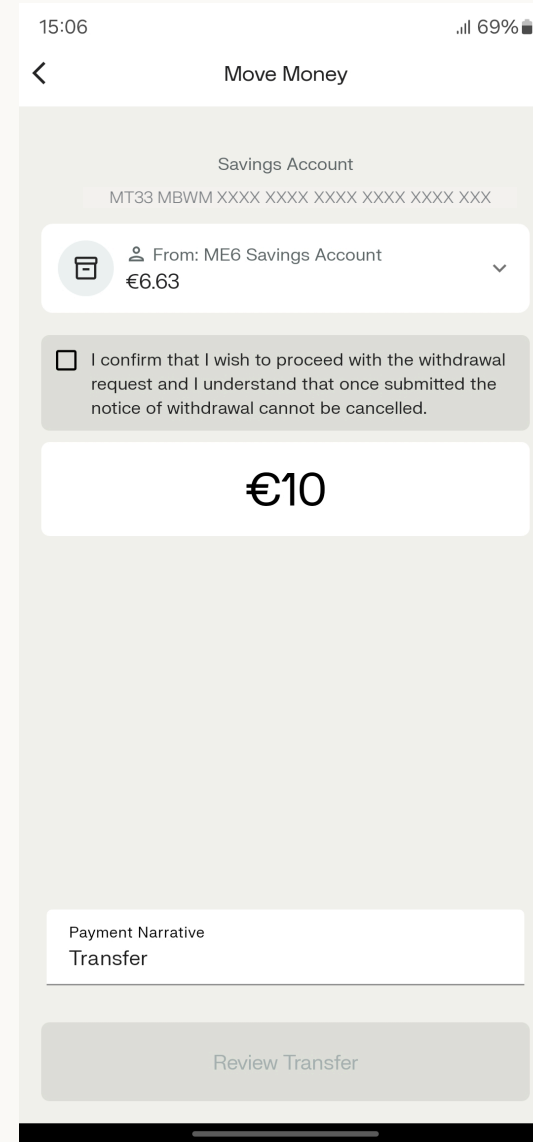 15:06 69%
Move Money
Savings Account
MT33 MBWM XXXX XXXX XXXX XXXX XXXX XXX
From: ME6 Savings Account
€6.63
I confirm that I wish to proceed with the withdrawal
request and I understand that once submitted the
notice of withdrawal cannot be cancelled.
€10
Payment Narrative
Transfer
Review Transfer